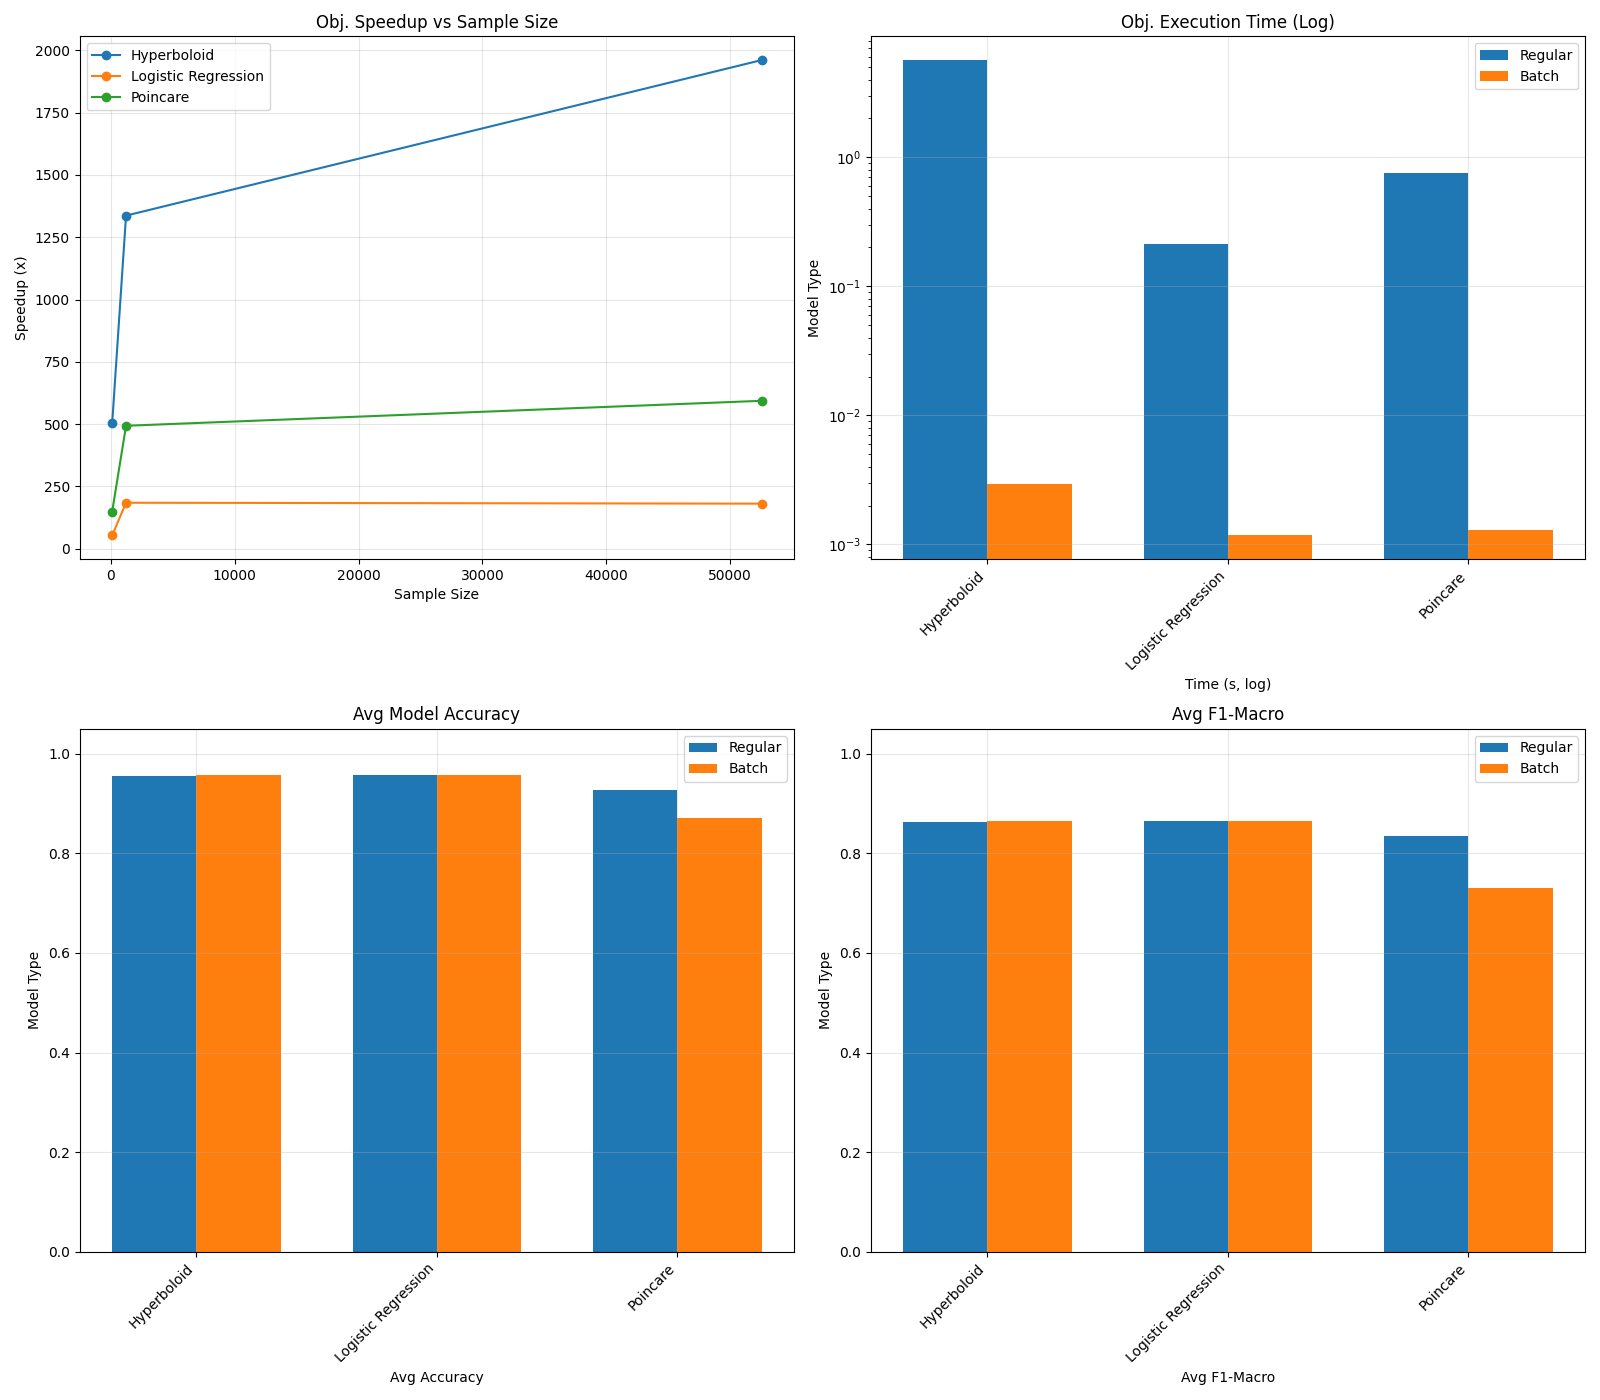 Obj. Speedup vs Sample Size
Speedup (x)
2000
1750
1500
1250
1000
750
500
250
0
Hyperboloid
Logistic Regression
Poincare
0 10000 20000 30000 40000 50000
Sample Size
Obj. Execution Time (Log)
Model Type
10⁰
10⁻¹
10⁻²
10⁻³
Regular
Batch
Hyperboloid
Logistic Regression
Poincare
Time (s, log)
Avg Model Accuracy
Model Type
1.0
0.8
0.6
0.4
0.2
0.0
Regular
Batch
Hyperboloid
Logistic Regression
Poincare
Avg Accuracy
Avg F1-Macro
Model Type
1.0
0.8
0.6
0.4
0.2
0.0
Regular
Batch
Hyperboloid
Logistic Regression
Poincare
Avg F1-Macro